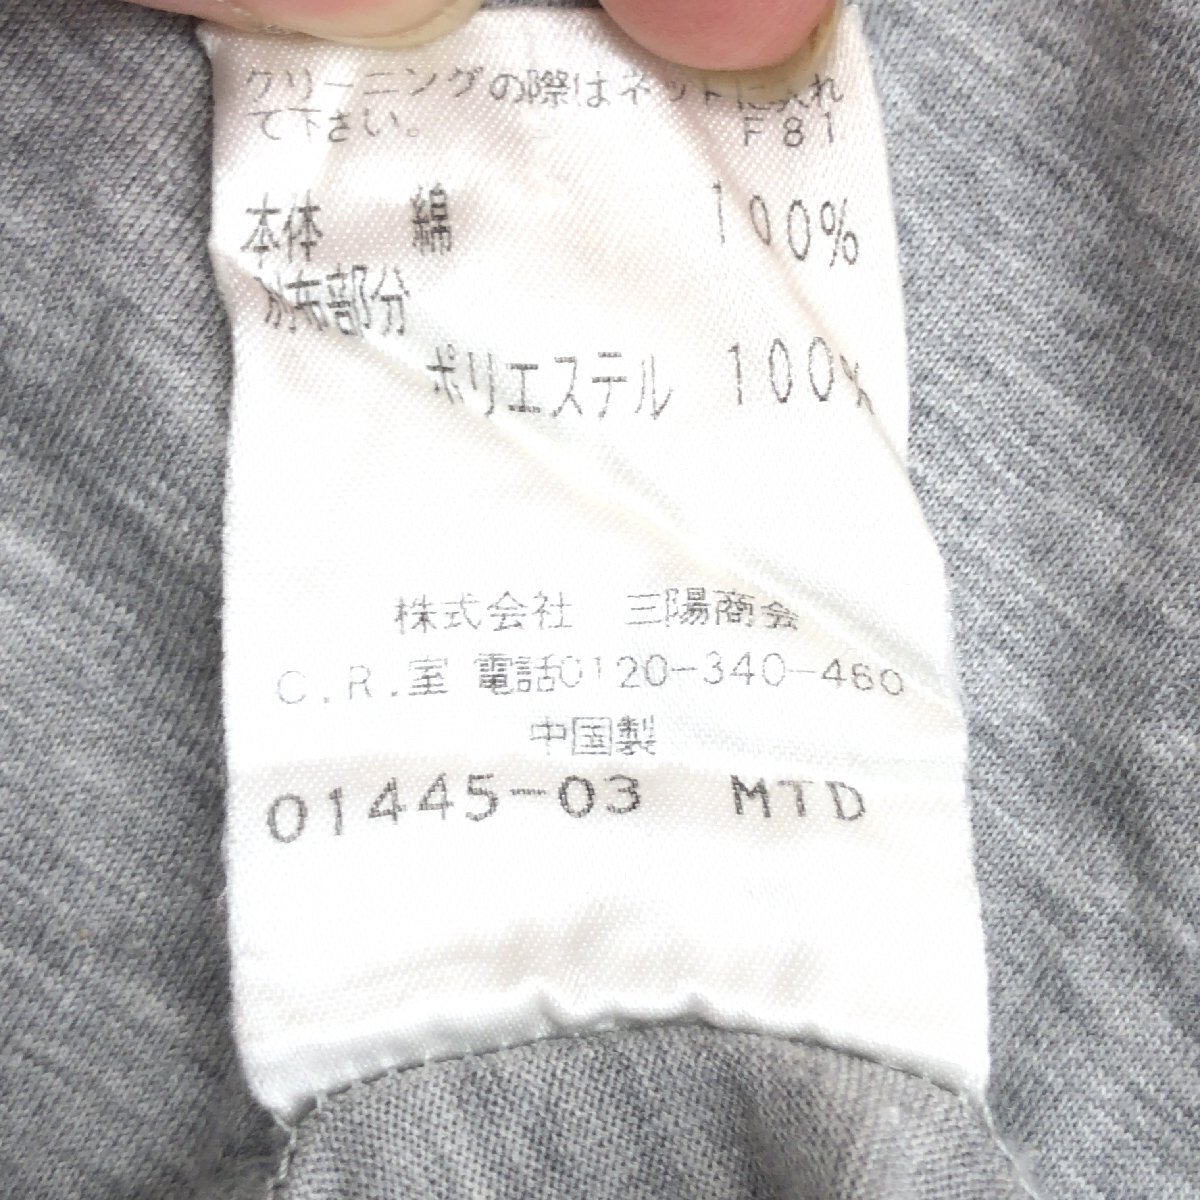 クリーニングの際はネットに入れ
て下さい。 F81
本体 綿 100%
別布部分
ポリエステル 100%
株式会社 三陽商会
C.R.室 電話0120-340-460
中国製
01445-03 MTD